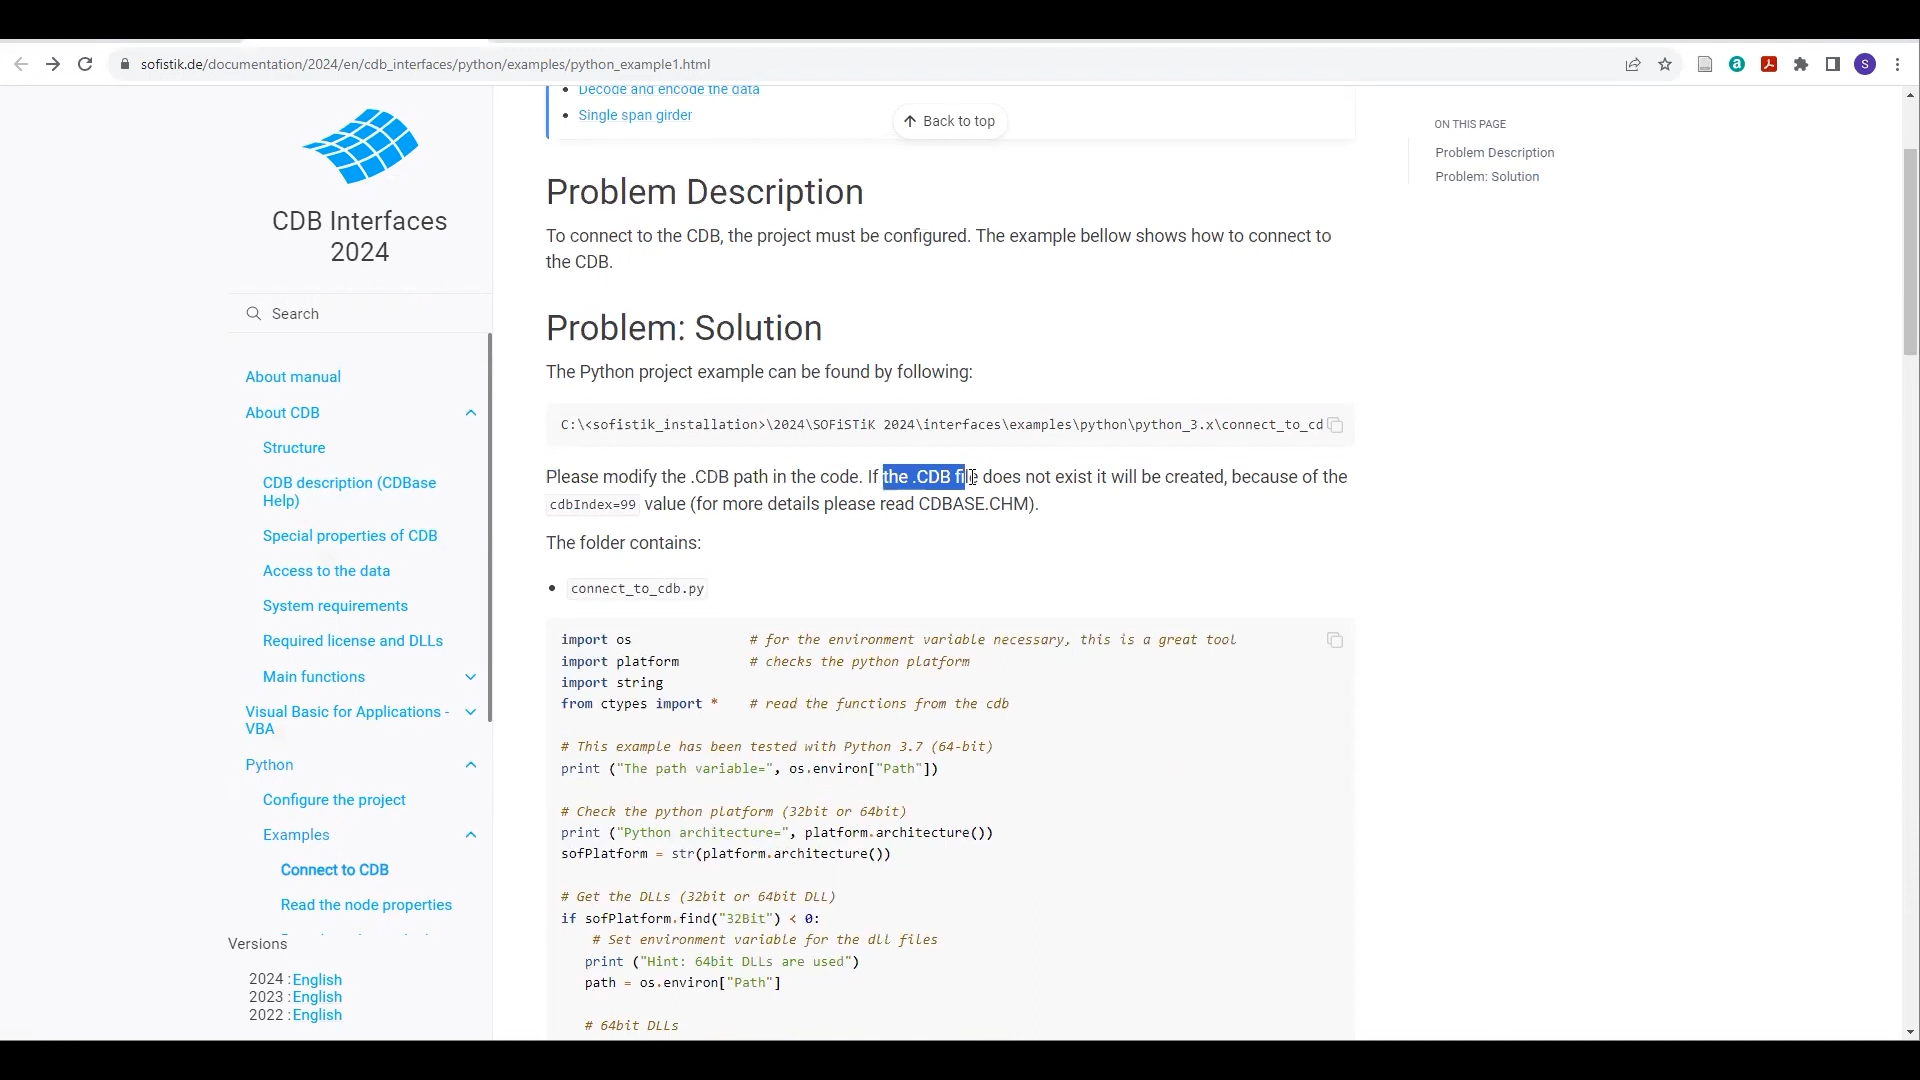 sofistik.de/documentation/2024/en/cdb_interfaces/python/examples/python_example1.html
S
CDB Interfaces
2024
Search
About manual
About CDB
Structure
CDB description (CDBase
Help)
Special properties of CDB
Access to the data
System requirements
Required license and DLLs
Main functions
Visual Basic for Applications -
VBA
Python
Configure the project
Examples
Connect to CDB
Read the node properties
Versions
2024 :English
2023 :English
2022 :English
• Decode and encode the data
• Single span girder
Back to top
Problem Description
To connect to the CDB, the project must be configured. The example bellow shows how to connect to
the CDB.
Problem: Solution
The Python project example can be found by following:
C:\<sofistik_installation>\2024\SOFiSTiK 2024\interfaces\examples\python\python_3.x\connect_to_cd
Please modify the .CDB path in the code. If the .CDB file does not exist it will be created, because of the
cdbIndex=99 value (for more details please read CDBASE.CHM).
The folder contains:
• connect_to_cdb.py
import os # for the environment variable necessary, this is a great tool
import platform # checks the python platform
import string
from ctypes import * # read the functions from the cdb
# This example has been tested with Python 3.7 (64-bit)
print ("The path variable=", os.environ["Path"])
# Check the python platform (32bit or 64bit)
print ("Python architecture=", platform.architecture())
sofPlatform = str(platform.architecture())
# Get the DLLs (32bit or 64bit DLL)
if sofPlatform.find("32Bit") < 0:
# Set environment variable for the dll files
print ("Hint: 64bit DLLs are used")
path = os.environ["Path"]
# 64bit DLLs
ON THIS PAGE
Problem Description
Problem: Solution